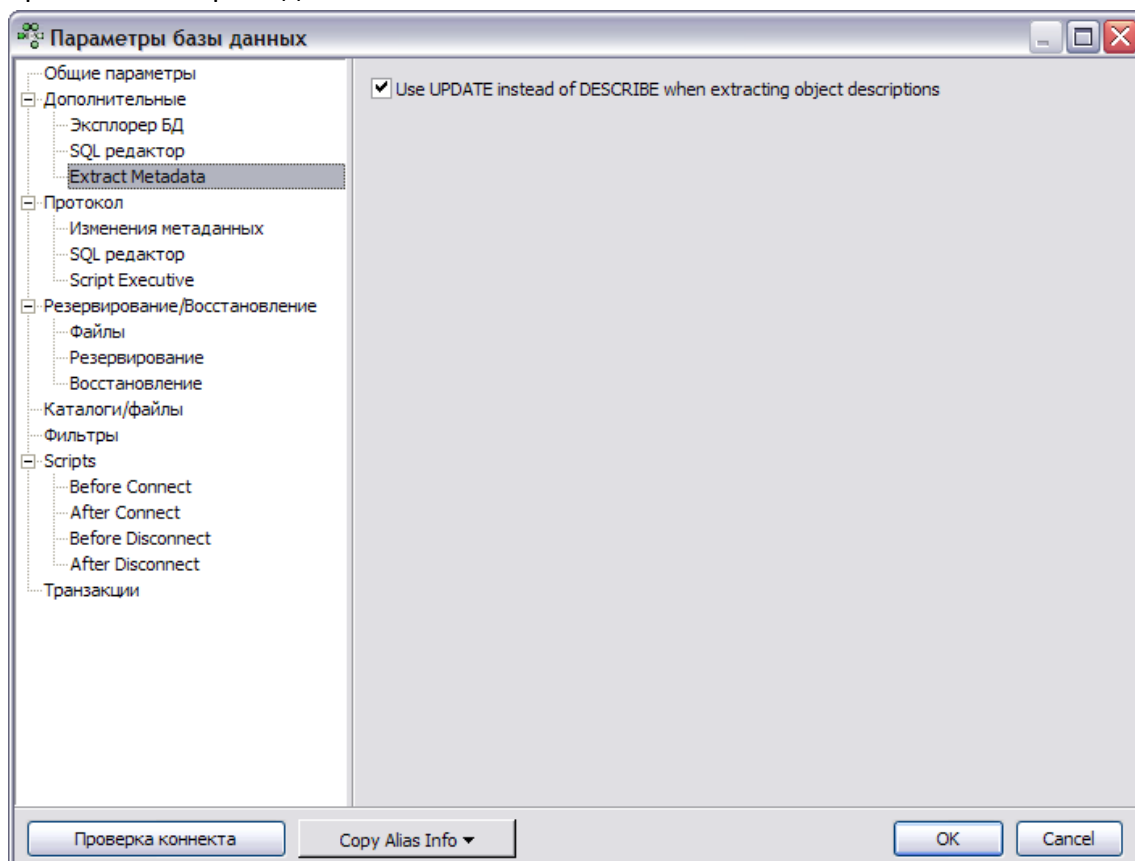 Параметры базы данных
Общие параметры
Дополнительные
Эксплорер БД
SQL редактор
Extract Metadata
Протокол
Изменения метаданных
SQL редактор
Script Executive
Резервирование/Восстановление
Файлы
Резервирование
Восстановление
Каталоги/файлы
Фильтры
Scripts
Before Connect
After Connect
Before Disconnect
After Disconnect
Транзакции
Use UPDATE instead of DESCRIBE when extracting object descriptions
Проверка коннекта
Copy Alias Info
OK
Cancel